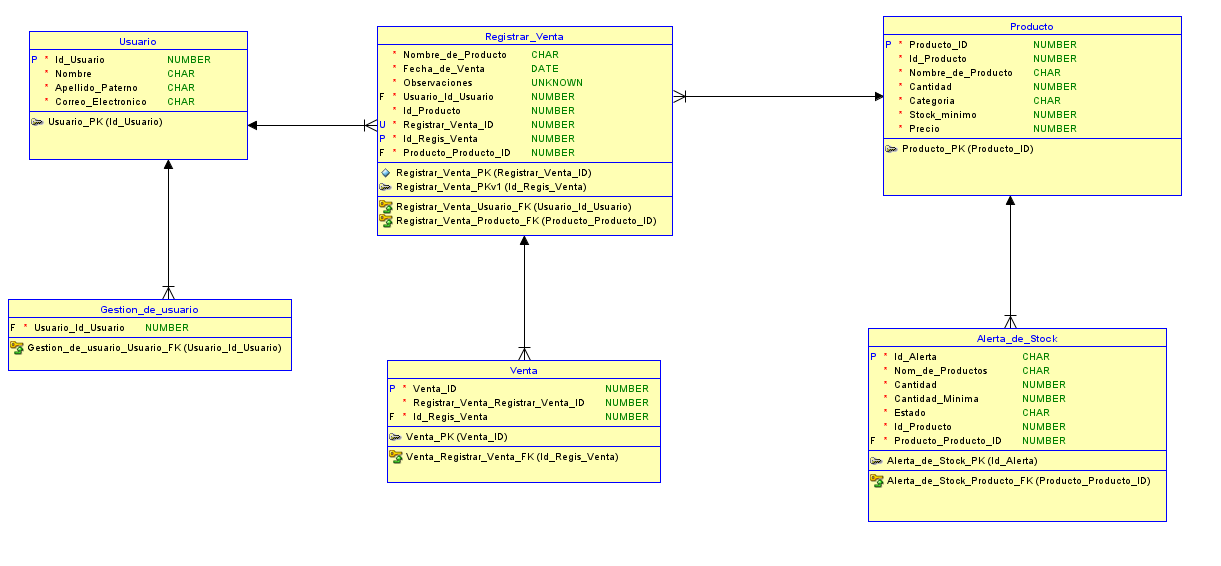 Usuario
P * Id_Usuario NUMBER
* Nombre CHAR
* Apellido_Paterno CHAR
* Correo_Electronico CHAR
Usuario_PK (Id_Usuario)
Registrar_Venta
* Nombre_de_Producto CHAR
* Fecha_de_Venta DATE
* Observaciones UNKNOWN
F * Usuario_Id_Usuario NUMBER
* Id_Producto NUMBER
U * Registrar_Venta_ID NUMBER
P * Id_Regis_Venta NUMBER
F * Producto_Producto_ID NUMBER
Registrar_Venta_PK (Registrar_Venta_ID)
Registrar_Venta_PKv1 (Id_Regis_Venta)
Registrar_Venta_Usuario_FK (Usuario_Id_Usuario)
Registrar_Venta_Producto_FK (Producto_Producto_ID)
Producto
P * Producto_ID NUMBER
* Id_Producto NUMBER
* Nombre_de_Producto CHAR
* Cantidad NUMBER
* Categoria CHAR
* Stock_minimo NUMBER
* Precio NUMBER
Producto_PK (Producto_ID)
Gestion_de_usuario
F * Usuario_Id_Usuario NUMBER
Gestion_de_usuario_Usuario_FK (Usuario_Id_Usuario)
Venta
P * Venta_ID NUMBER
* Registrar_Venta_Registrar_Venta_ID NUMBER
F * Id_Regis_Venta NUMBER
Venta_PK (Venta_ID)
Venta_Registrar_Venta_FK (Id_Regis_Venta)
Alerta_de_Stock
P * Id_Alerta CHAR
* Nom_de_Productos CHAR
* Cantidad NUMBER
* Cantidad_Minima NUMBER
* Estado CHAR
* Id_Producto NUMBER
F * Producto_Producto_ID NUMBER
Alerta_de_Stock_PK (Id_Alerta)
Alerta_de_Stock_Producto_FK (Producto_Producto_ID)